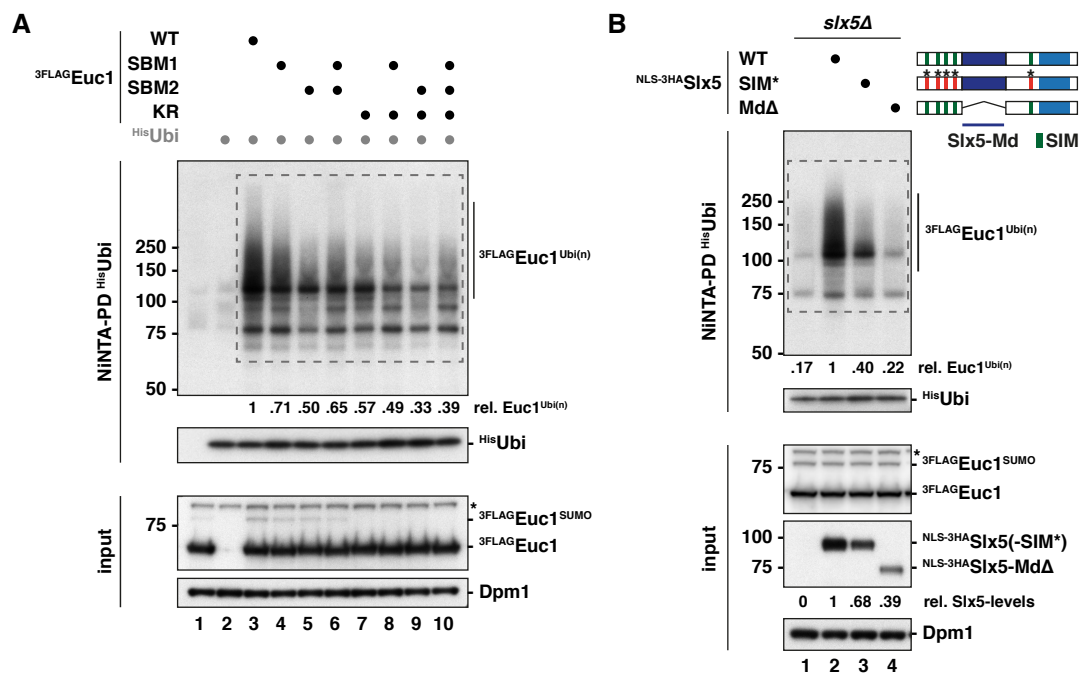 A
3FLAGEuc1
WT
SBM1
SBM2
KR
HisUbi
NiNTA-PD HisUbi
250
150
100
75
50
3FLAGEuc1Ubi(n)
1 .71 .50 .65 .57 .49 .33 .39 rel. Euc1Ubi(n)
HisUbi
input
75
*
3FLAGEuc1SUMO
3FLAGEuc1
Dpm1
1 2 3 4 5 6 7 8 9 10
B
slx5Δ
NLS-3HASlx5
WT
SIM*
MdΔ
* * * * *
Slx5-Md SIM
NiNTA-PD HisUbi
250
150
100
75
50
3FLAGEuc1Ubi(n)
.17 1 .40 .22 rel. Euc1Ubi(n)
HisUbi
input
75
*
3FLAGEuc1SUMO
3FLAGEuc1
100
75
NLS-3HASlx5(-SIM*)
NLS-3HASlx5-MdΔ
0 1 .68 .39 rel. Slx5-levels
Dpm1
1 2 3 4